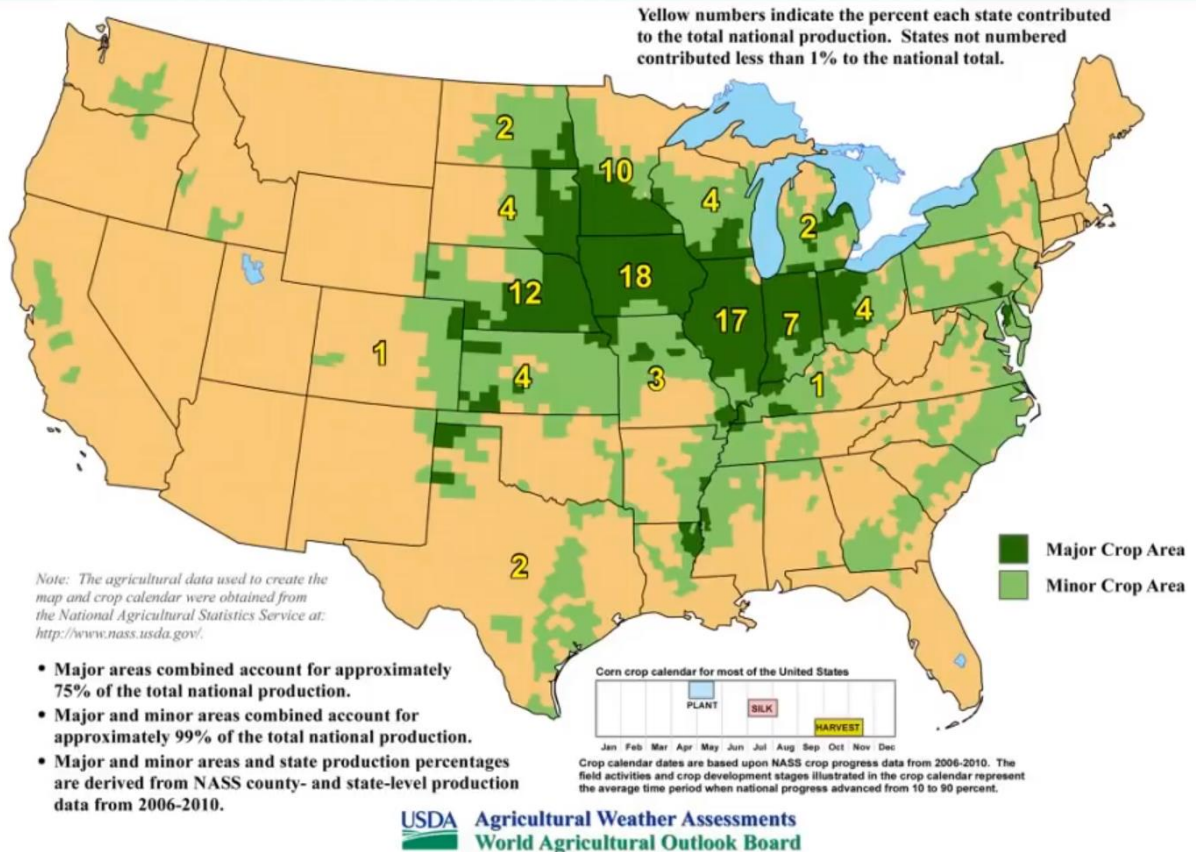 Yellow numbers indicate the percent each state contributed
to the total national production. States not numbered
contributed less than 1% to the national total.
2
10
4
4
2
18
12
17
7
4
1
4
3
1
2
Major Crop Area
Minor Crop Area
Note: The agricultural data used to create the
map and crop calendar were obtained from
the National Agricultural Statistics Service at:
http://www.nass.usda.gov/.
• Major areas combined account for approximately
75% of the total national production.
• Major and minor areas combined account for
approximately 99% of the total national production.
• Major and minor areas and state production percentages
are derived from NASS county- and state-level production
data from 2006-2010.
Corn crop calendar for most of the United States
PLANT
SILK
HARVEST
Jan Feb Mar Apr May Jun Jul Aug Sep Oct Nov Dec
Crop calendar dates are based upon NASS crop progress data from 2006-2010. The
field activities and crop development stages illustrated in the crop calendar represent
the average time period when national progress advanced from 10 to 90 percent.
USDA Agricultural Weather Assessments
World Agricultural Outlook Board